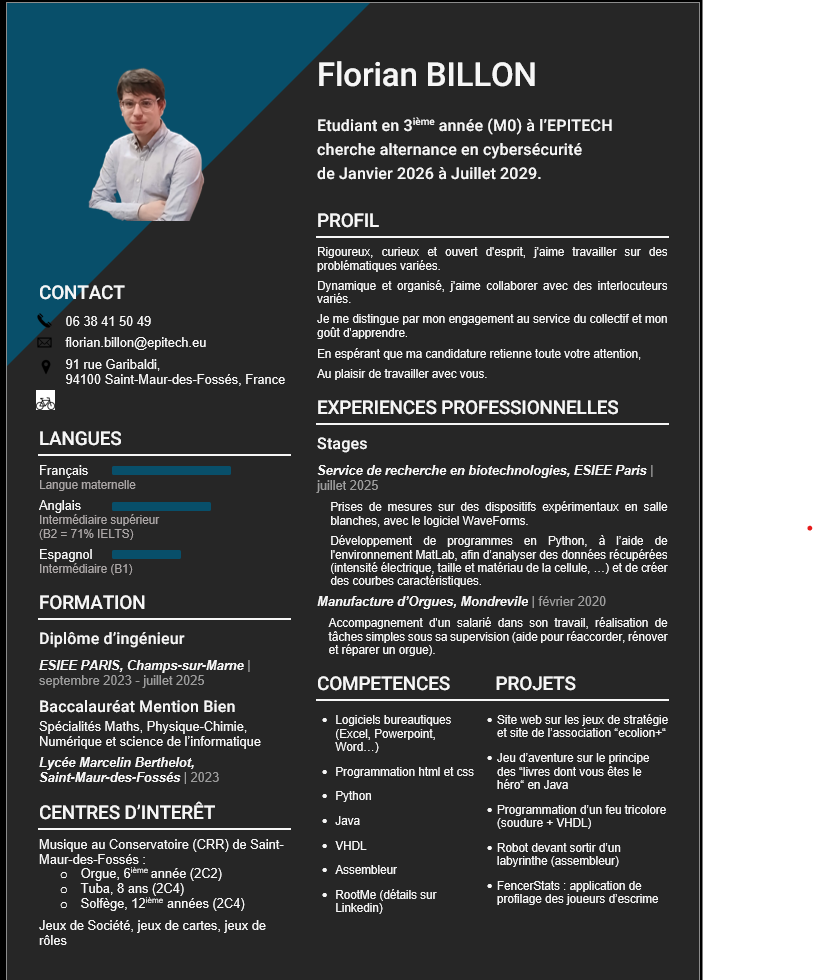 Florian BILLON
Etudiant en 3ième année (M0) à l'EPITECH
cherche alternance en cybersécurité
de Janvier 2026 à Juillet 2029.
CONTACT
06 38 41 50 49
florian.billon@epitech.eu
91 rue Garibaldi,
94100 Saint-Maur-des-Fossés, France
LANGUES
Français
Langue maternelle
Anglais
Intermédiaire supérieur
(B2 = 71% IELTS)
Espagnol
Intermédiaire (B1)
FORMATION
Diplôme d'ingénieur
ESIEE PARIS, Champs-sur-Marne |
septembre 2023 - juillet 2025
Baccalauréat Mention Bien
Spécialités Maths, Physique-Chimie,
Numérique et science de l'informatique
Lycée Marcelin Berthelot,
Saint-Maur-des-Fossés | 2023
CENTRES D'INTERÊT
Musique au Conservatoire (CRR) de Saint-
Maur-des-Fossés :
o Orgue, 6ième année (2C2)
o Tuba, 8 ans (2C4)
o Solfège, 12ième années (2C4)
Jeux de Société, jeux de cartes, jeux de
rôles
PROFIL
Rigoureux, curieux et ouvert d'esprit, j'aime travailler sur des
problématiques variées.
Dynamique et organisé, j'aime collaborer avec des interlocuteurs
variés.
Je me distingue par mon engagement au service du collectif et mon
goût d'apprendre.
En espérant que ma candidature retienne toute votre attention,
Au plaisir de travailler avec vous.
EXPERIENCES PROFESSIONNELLES
Stages
Service de recherche en biotechnologies, ESIEE Paris |
juillet 2025
Prises de mesures sur des dispositifs expérimentaux en salle
blanches, avec le logiciel WaveForms.
Développement de programmes en Python, à l'aide de
l'environnement MatLab, afin d'analyser des données récupérées
(intensité électrique, taille et matériau de la cellule, …) et de créer
des courbes caractéristiques.
Manufacture d'Orgues, Mondrevile | février 2020
Accompagnement d'un salarié dans son travail, réalisation de
tâches simples sous sa supervision (aide pour réaccorder, rénover
et réparer un orgue).
COMPETENCES
• Logiciels bureautiques
(Excel, Powerpoint,
Word…)
• Programmation html et css
• Python
• Java
• VHDL
• Assembleur
• RootMe (détails sur
Linkedin)
PROJETS
• Site web sur les jeux de stratégie
et site de l'association "ecolion+"
• Jeu d'aventure sur le principe
des "livres dont vous êtes le
héro" en Java
• Programmation d'un feu tricolore
(soudure + VHDL)
• Robot devant sortir d'un
labyrinthe (assembleur)
• FencerStats : application de
profilage des joueurs d'escrime